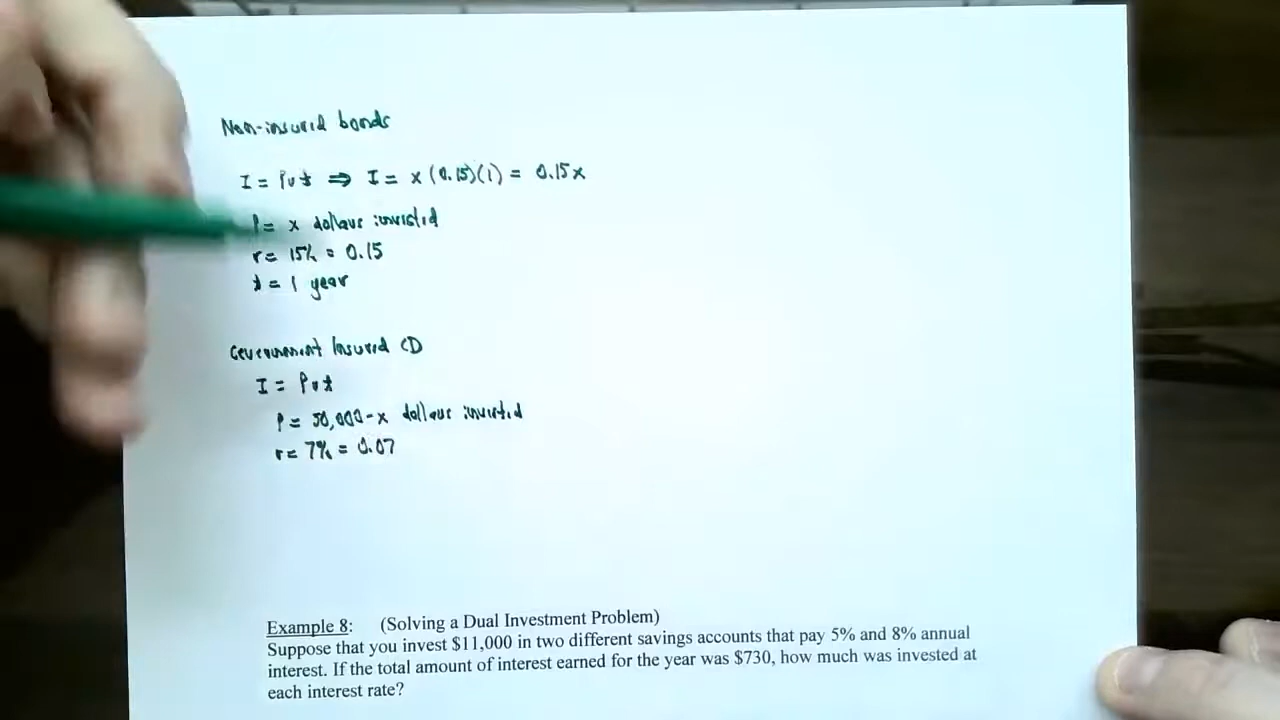 Non-insured bonds
I = Prt ⇒ I = x (0.15)(1) = 0.15x
P = x dollars invested
r = 15% = 0.15
t = 1 year
Government Insured CD
I = Prt
P = 50,000-x dollars invested
r = 7% = 0.07
Example 8: (Solving a Dual Investment Problem)
Suppose that you invest $11,000 in two different savings accounts that pay 5% and 8% annual
interest. If the total amount of interest earned for the year was $730, how much was invested at
each interest rate?